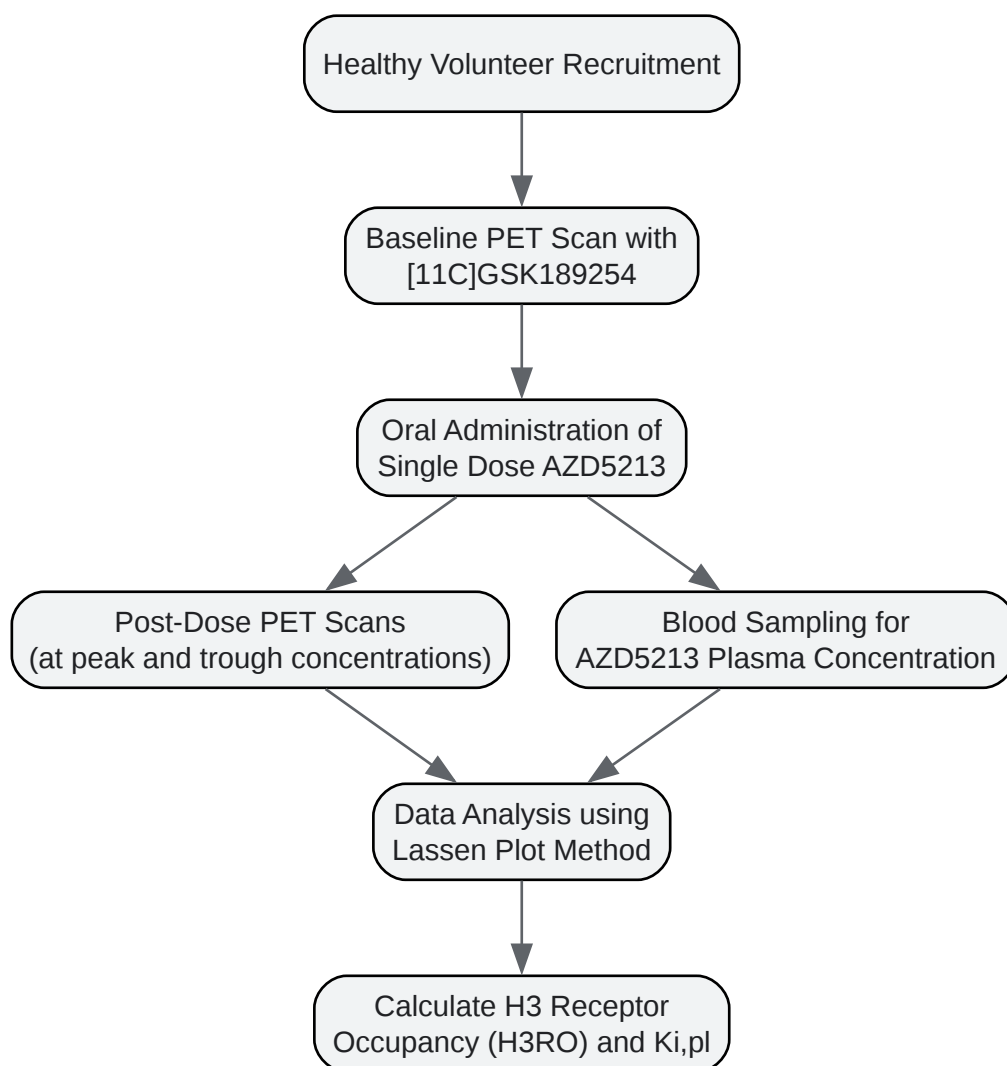 Healthy Volunteer Recruitment
Baseline PET Scan with
[11C]GSK189254
Oral Administration of
Single Dose AZD5213
Post-Dose PET Scans
(at peak and trough concentrations)
Blood Sampling for
AZD5213 Plasma Concentration
Data Analysis using
Lassen Plot Method
Calculate H3 Receptor
Occupancy (H3RO) and Ki,pl